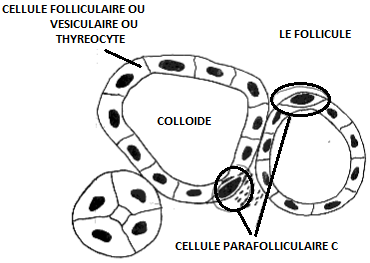 CELLULE FOLLICULAIRE OU
VESICULAIRE OU
THYREOCYTE
LE FOLLICULE
COLLOIDE
CELLULE PARAFOLLICULAIRE C